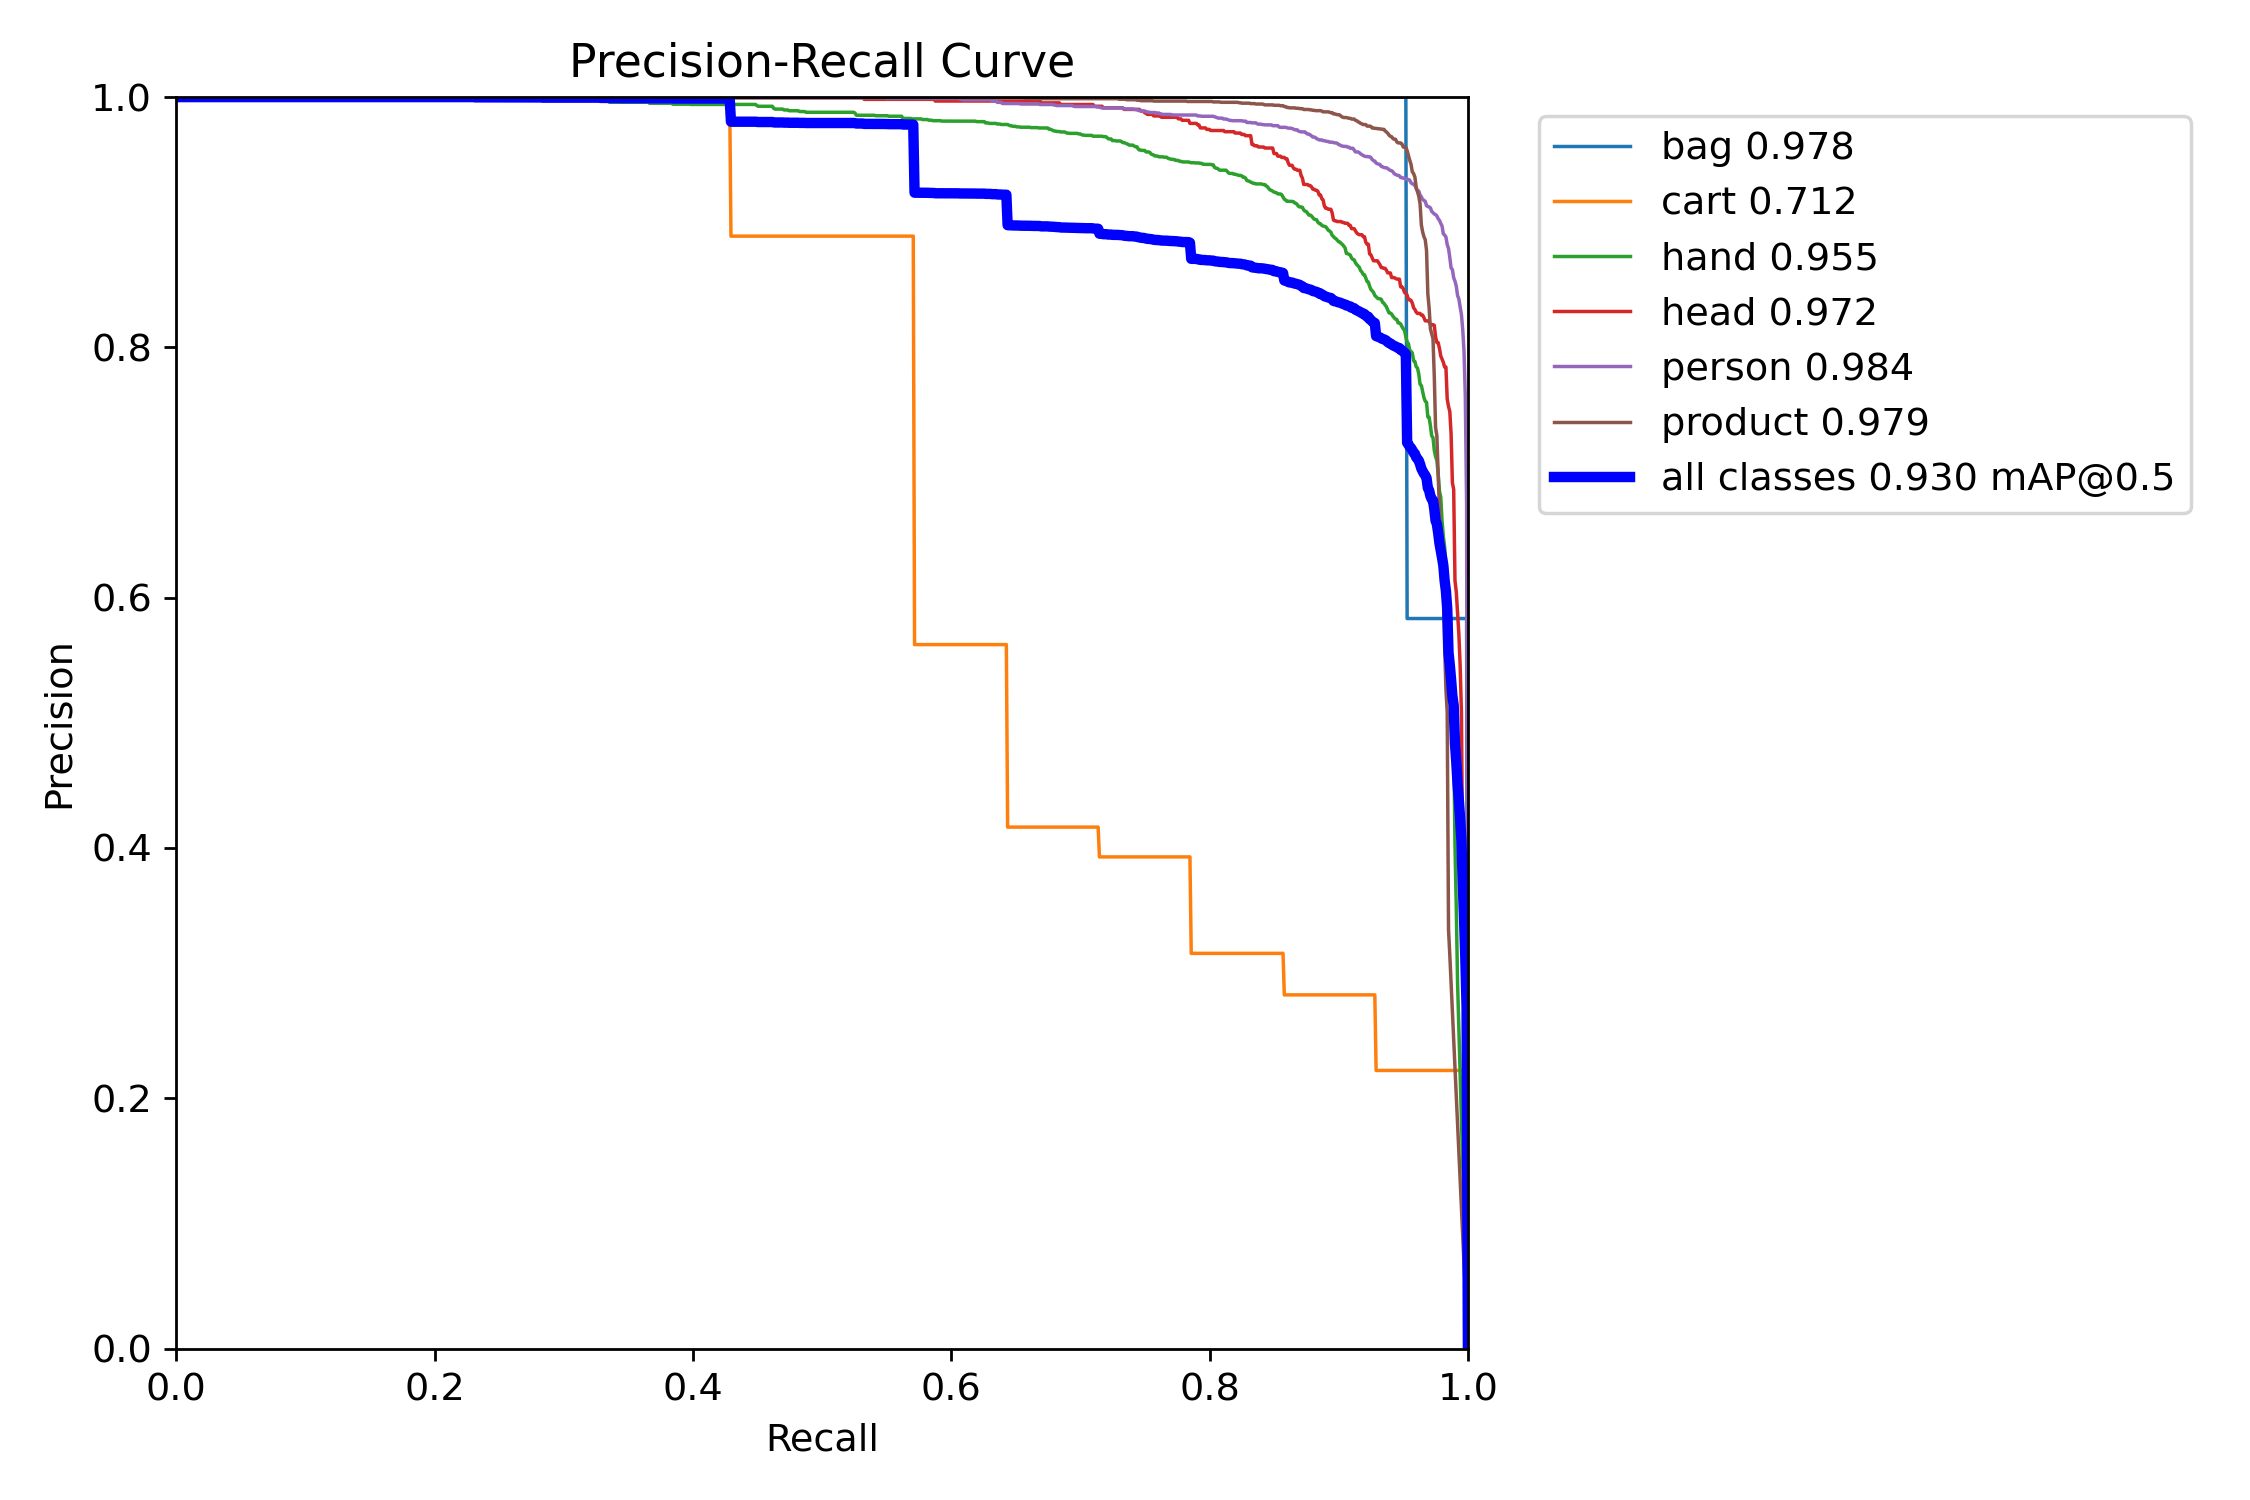 Precision-Recall Curve
1.0
0.8
0.6
0.4
0.2
0.0
Precision
0.0 0.2 0.4 0.6 0.8 1.0
Recall
bag 0.978
cart 0.712
hand 0.955
head 0.972
person 0.984
product 0.979
all classes 0.930 mAP@0.5